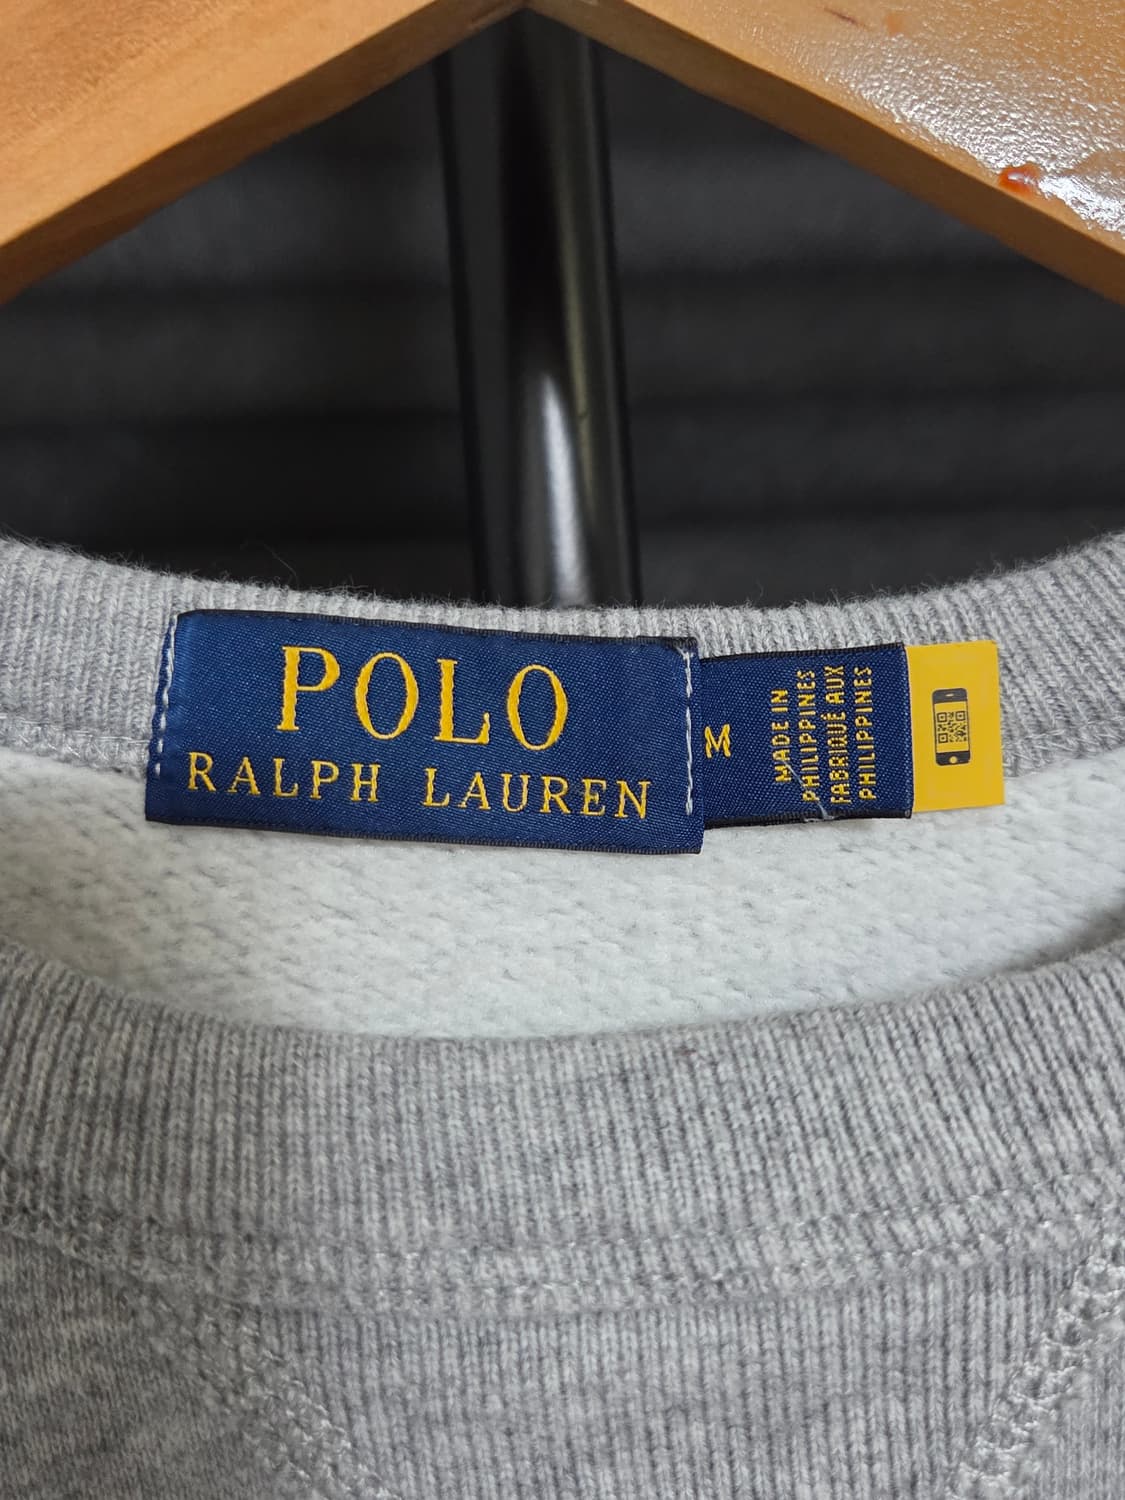 POLO
RALPH LAUREN
M
MADE IN
PHILIPPINES
FABRIQUÉ AUX
PHILIPPINES